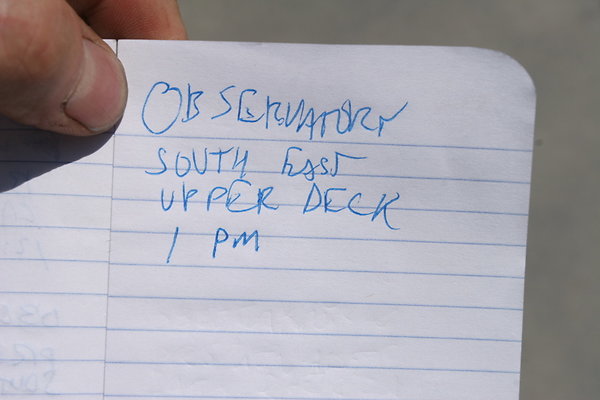 OBSERVATORY
SOUTH EAST
UPPER DECK
1 PM